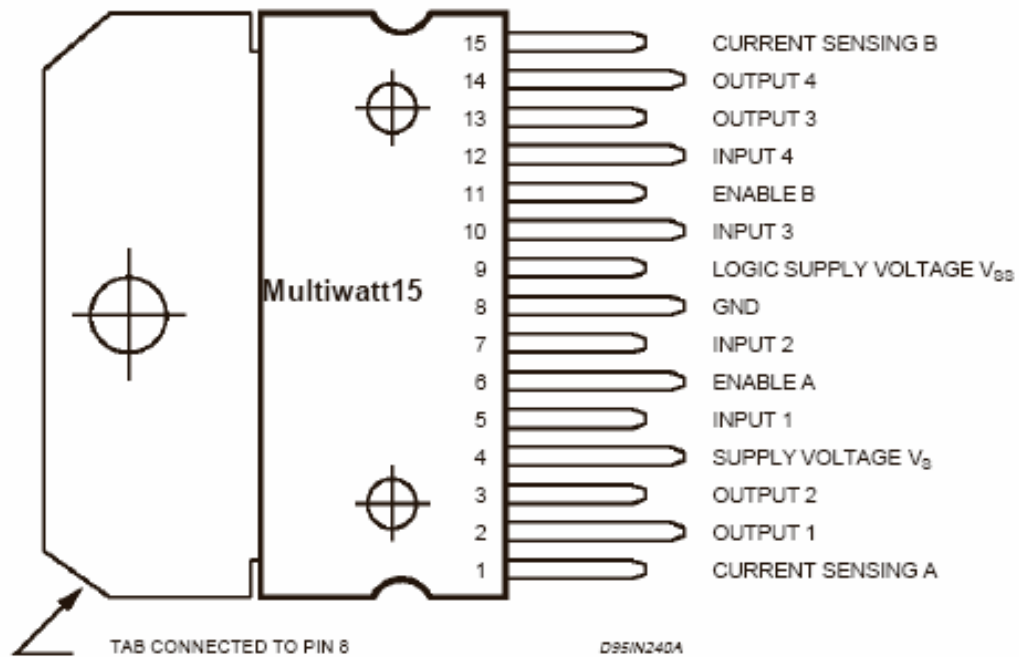 15 CURRENT SENSING B
14 OUTPUT 4
13 OUTPUT 3
12 INPUT 4
11 ENABLE B
10 INPUT 3
9 LOGIC SUPPLY VOLTAGE VSS
8 GND
Multiwatt15
7 INPUT 2
6 ENABLE A
5 INPUT 1
4 SUPPLY VOLTAGE VS
3 OUTPUT 2
2 OUTPUT 1
1 CURRENT SENSING A
TAB CONNECTED TO PIN 8
D95IN240A